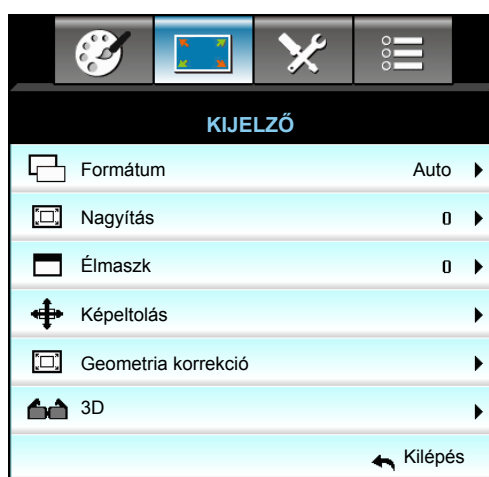 KIJELZŐ
Formátum Auto
Nagyítás 0
Élmaszk 0
Képeltolás
Geometria korrekció
3D
Kilépés